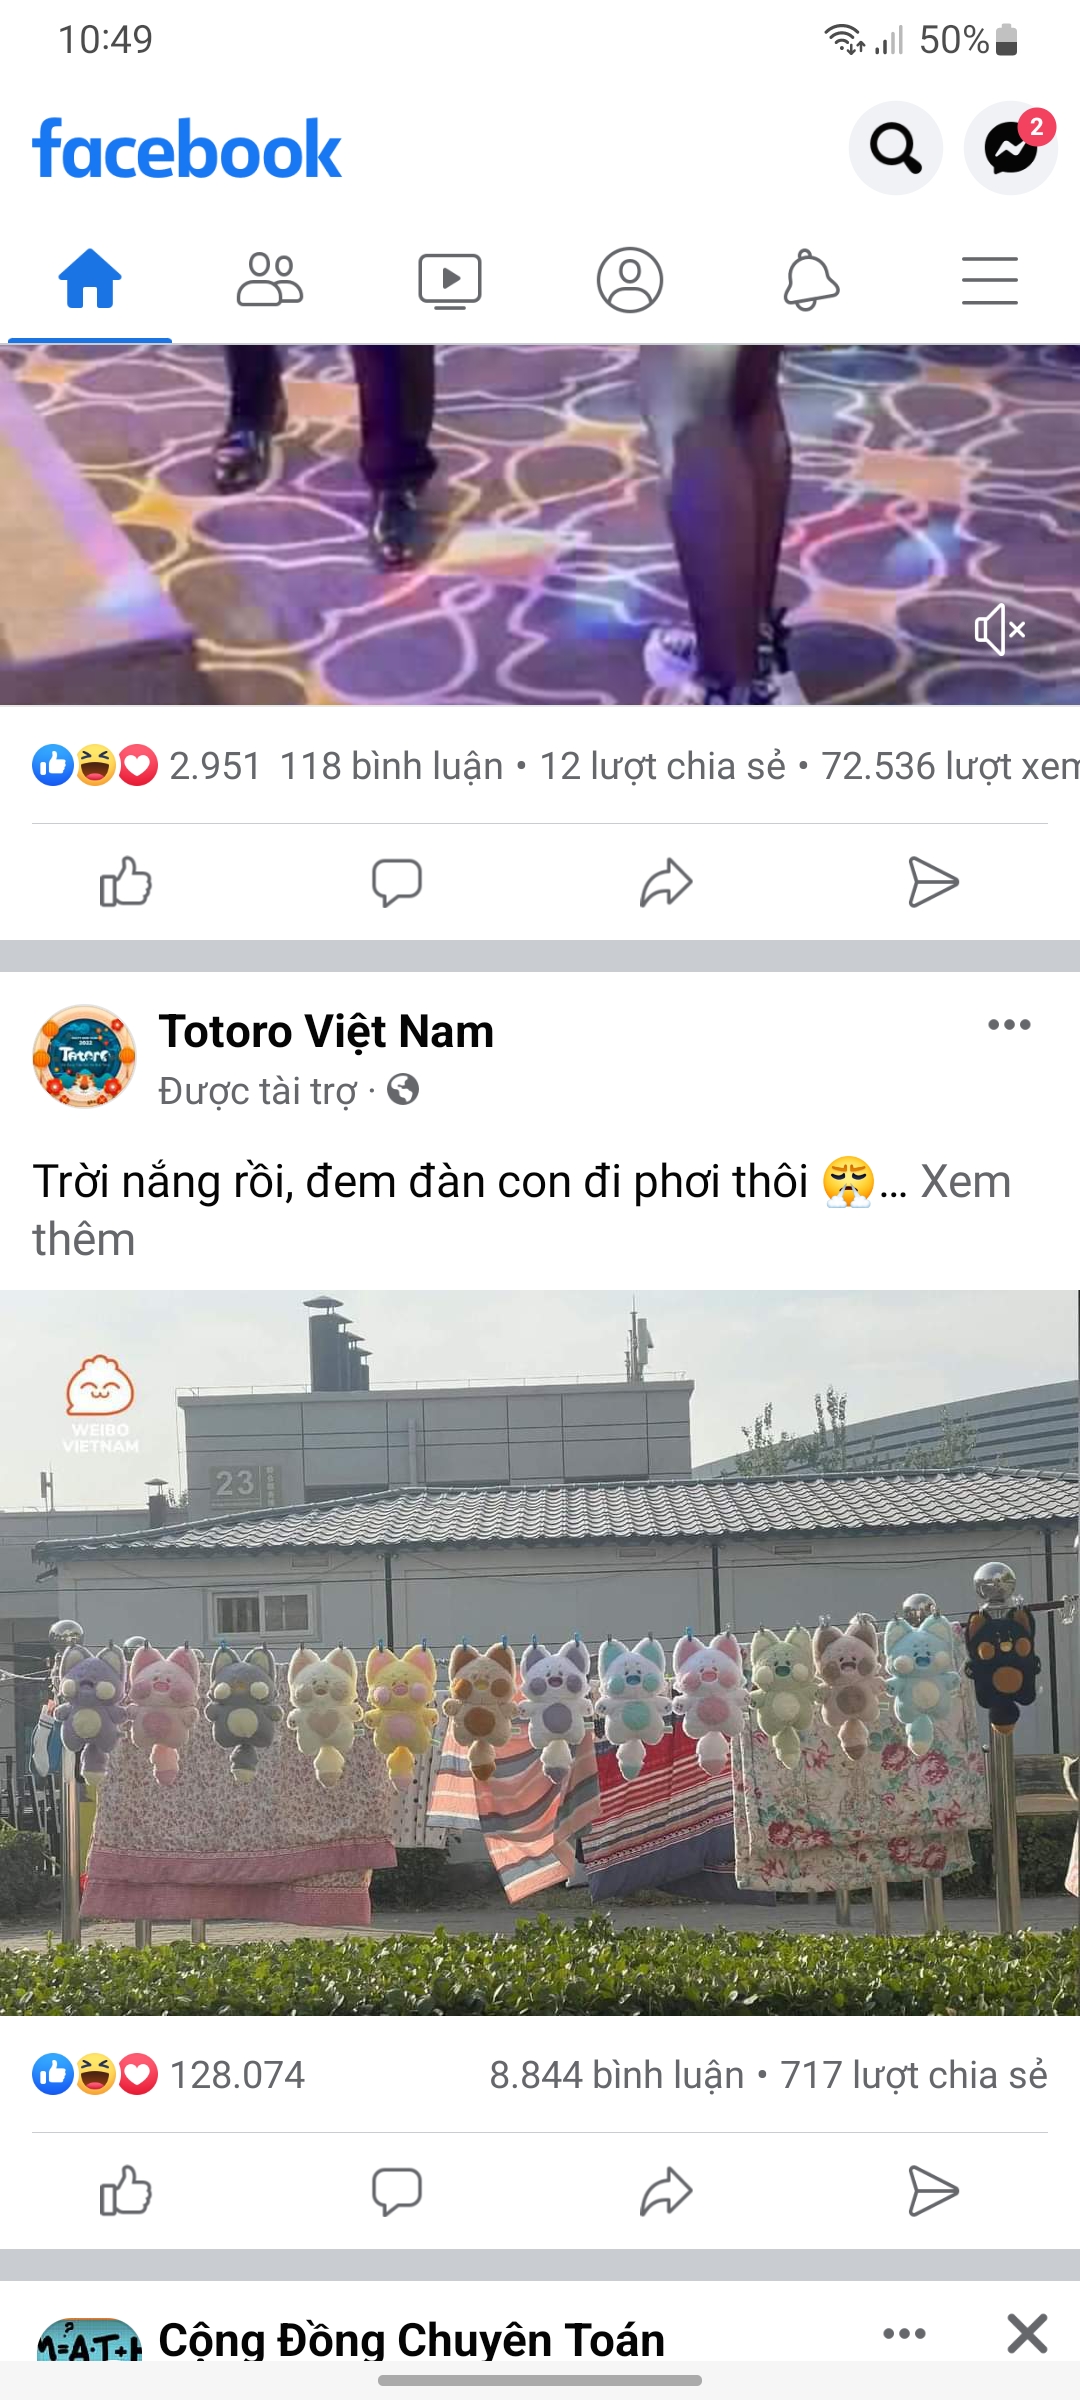 10:49
50%
facebook
2
2.951 118 bình luận • 12 lượt chia sẻ • 72.536 lượt xem
Totoro Việt Nam
Được tài trợ ·
Trời nắng rồi, đem đàn con đi phơi thôi 😤... Xem
thêm
WEIBO
VIETNAM
23
128.074 8.844 bình luận • 717 lượt chia sẻ
Cộng Đồng Chuyên Toán